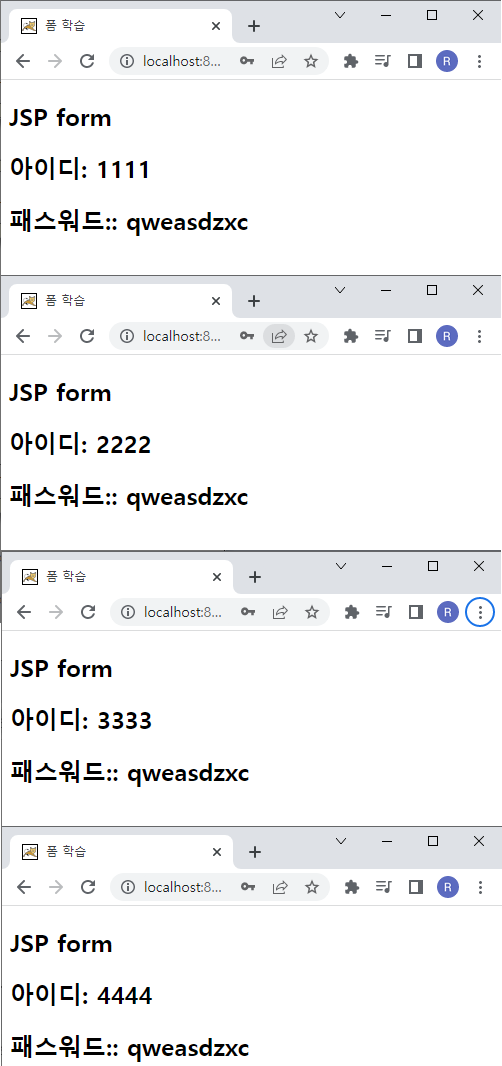 폼 학습
localhost:8...
R
JSP form
아이디: 1111
패스워드:: qweasdzxc
폼 학습
localhost:8...
R
JSP form
아이디: 2222
패스워드:: qweasdzxc
폼 학습
localhost:8...
R
JSP form
아이디: 3333
패스워드:: qweasdzxc
폼 학습
localhost:8...
R
JSP form
아이디: 4444
패스워드:: qweasdzxc